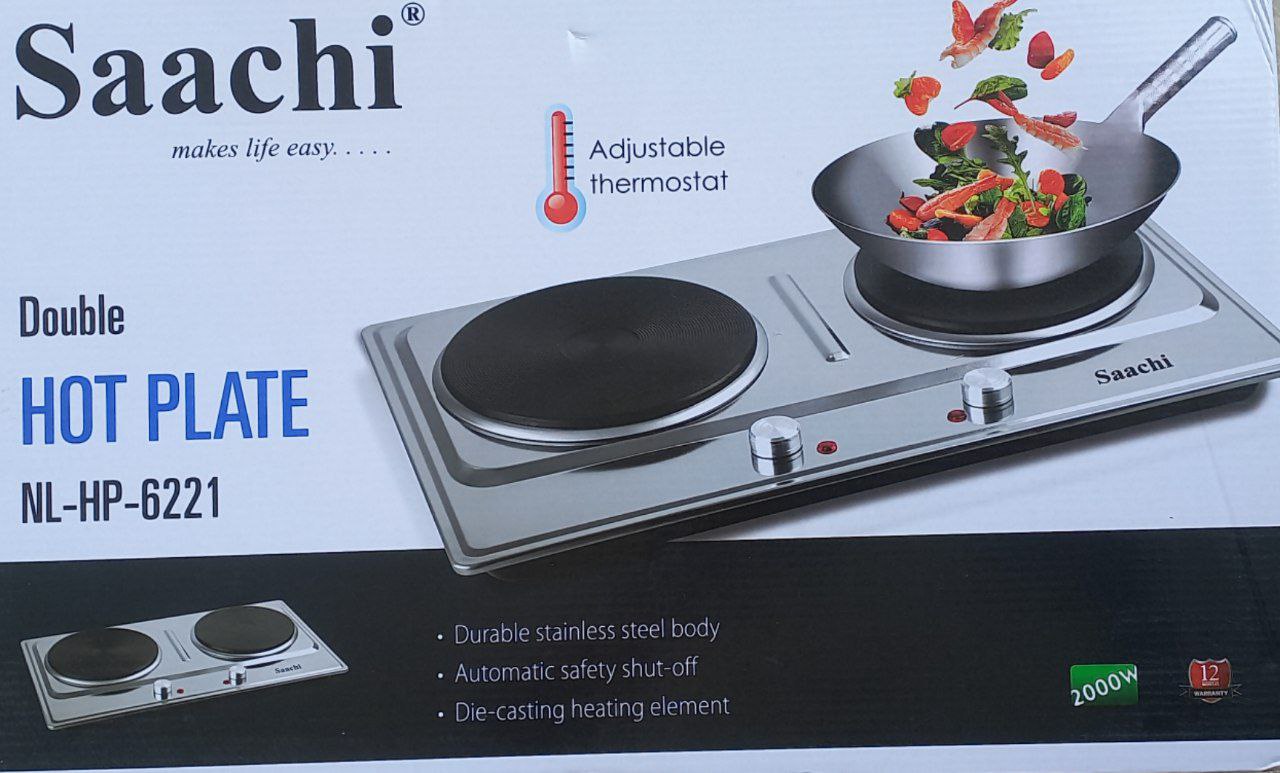 Saachi®
makes life easy.....
Adjustable
thermostat
Double
HOT PLATE
NL-HP-6221
Saachi
Saachi
• Durable stainless steel body
• Automatic safety shut-off
• Die-casting heating element
2000W
12
WARRANTY